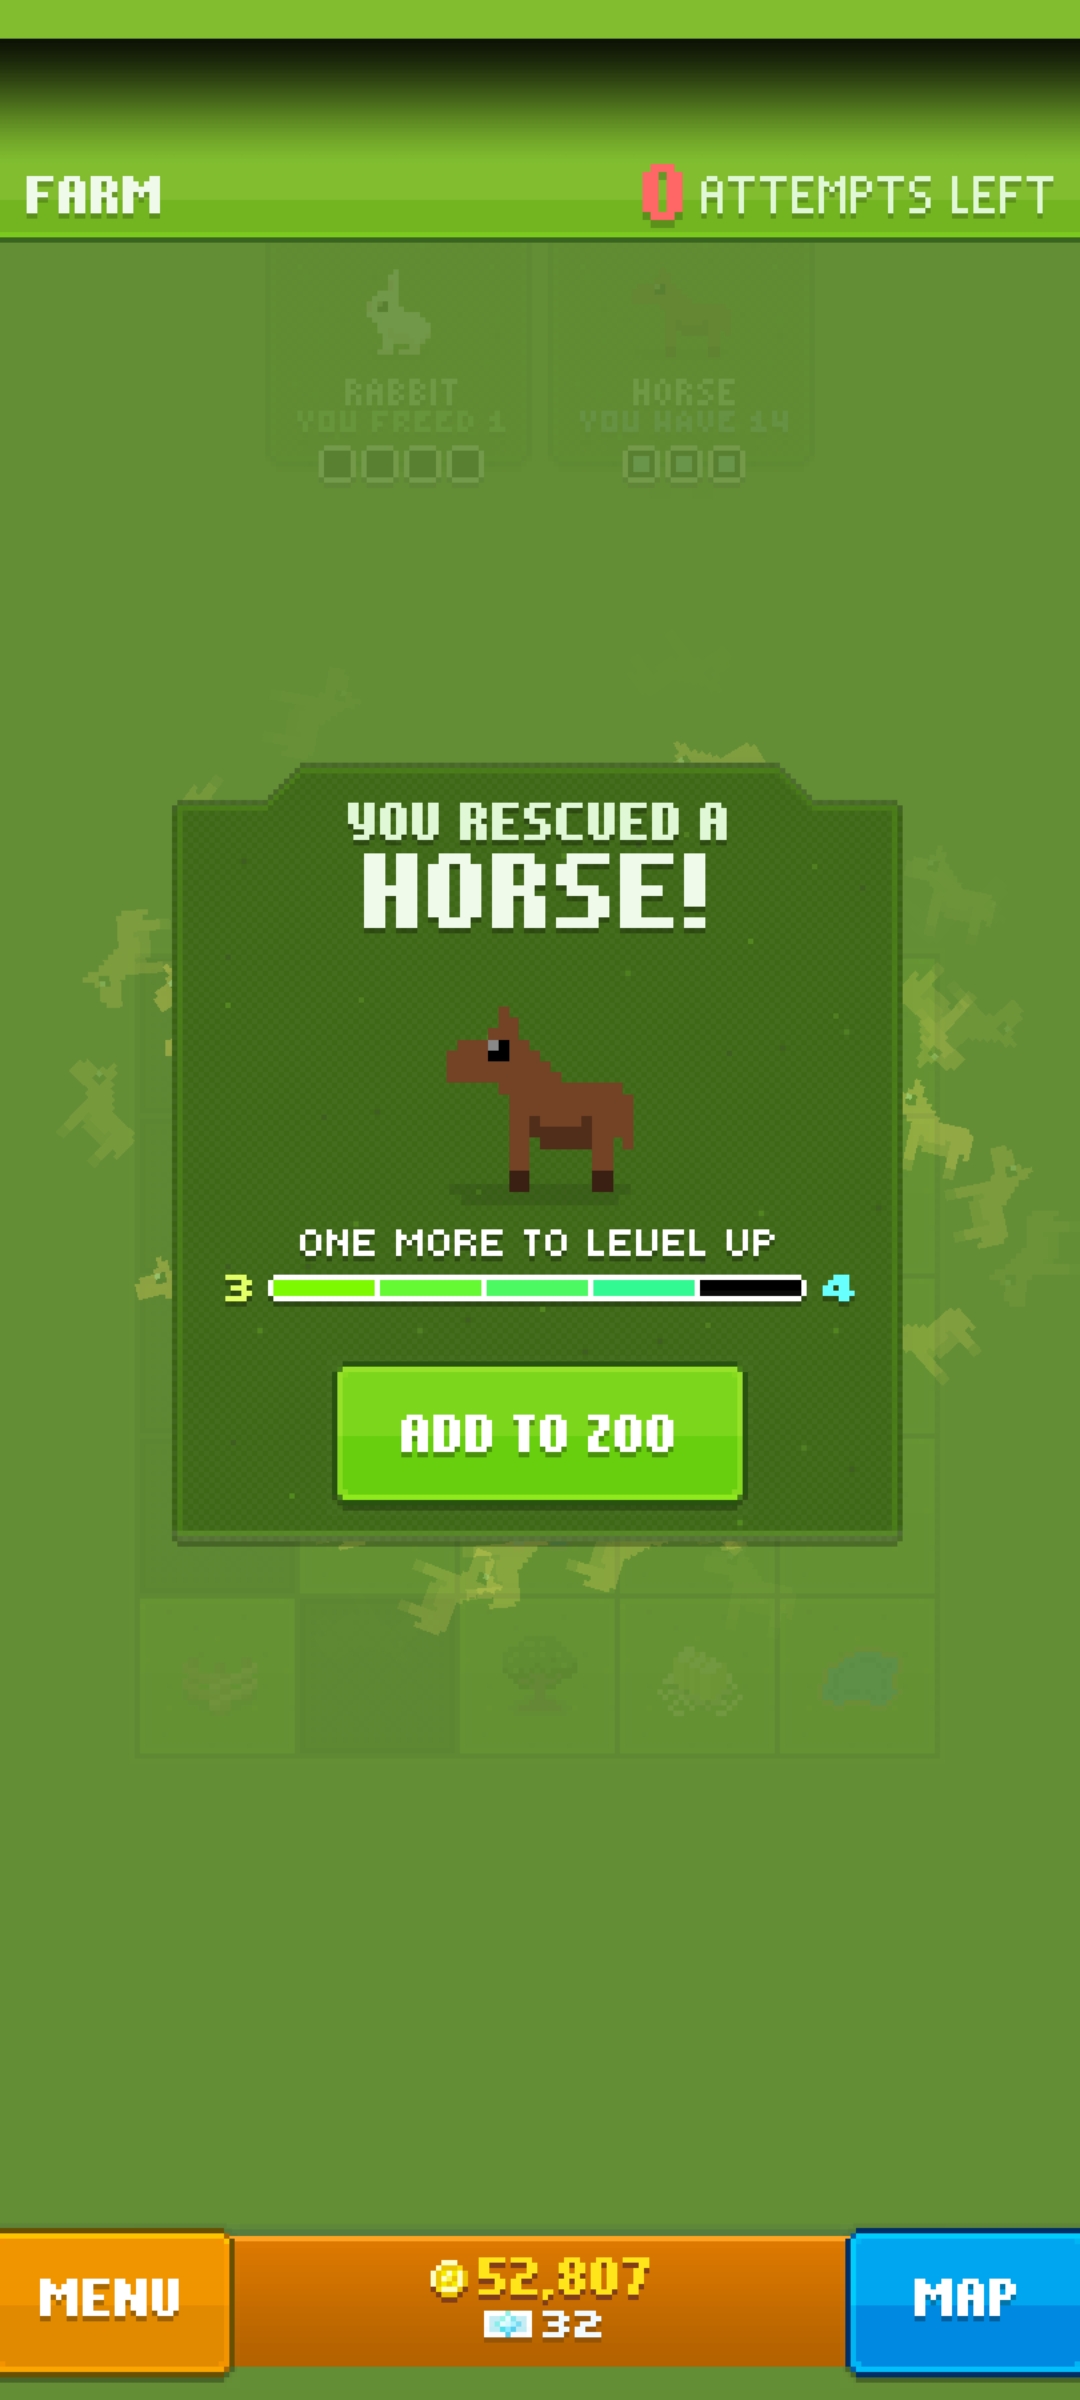 FARM
0 ATTEMPTS LEFT
RABBIT
YOU FREED 1
HORSE
YOU HAVE 14
YOU RESCUED A
HORSE!
ONE MORE TO LEVEL UP
3
4
ADD TO ZOO
MENU
52,807
32
MAP